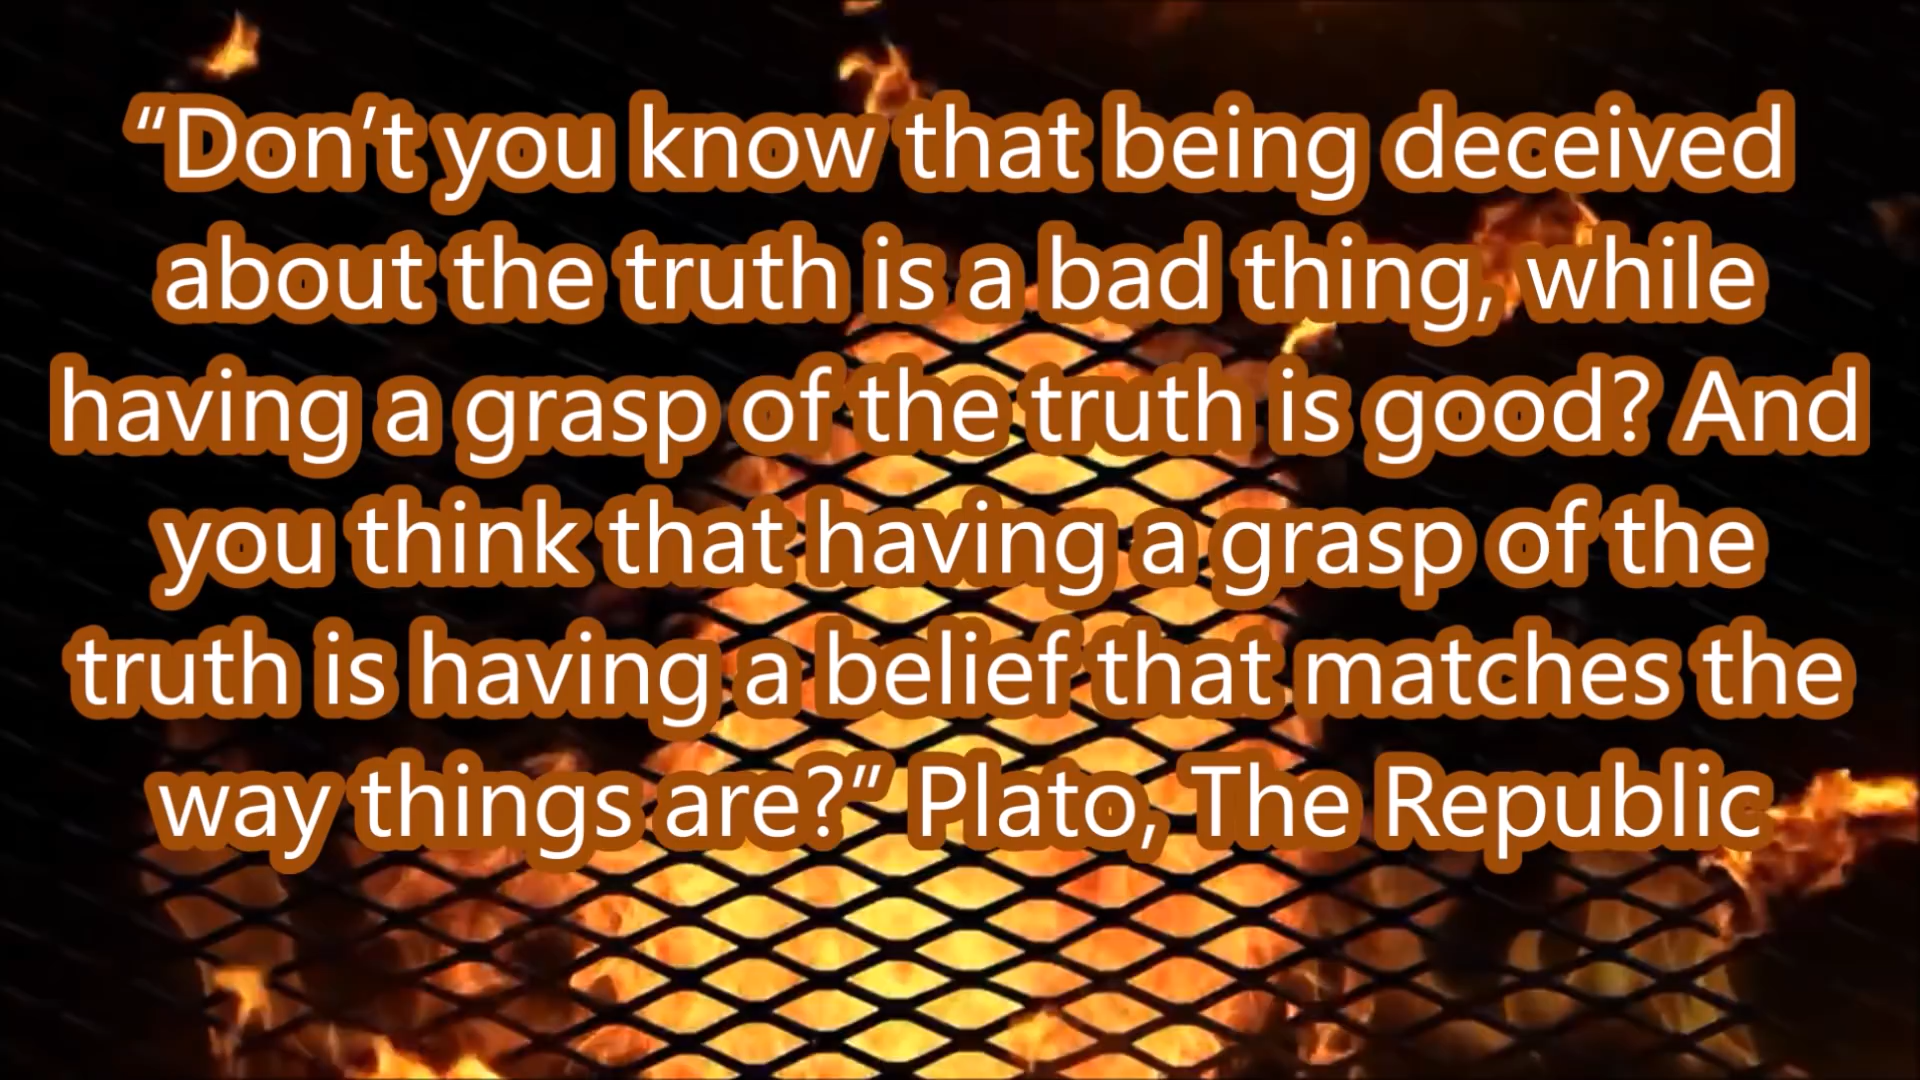 “Don’t you know that being deceived
about the truth is a bad thing, while
having a grasp of the truth is good? And
you think that having a grasp of the
truth is having a belief that matches the
way things are?” Plato, The Republic